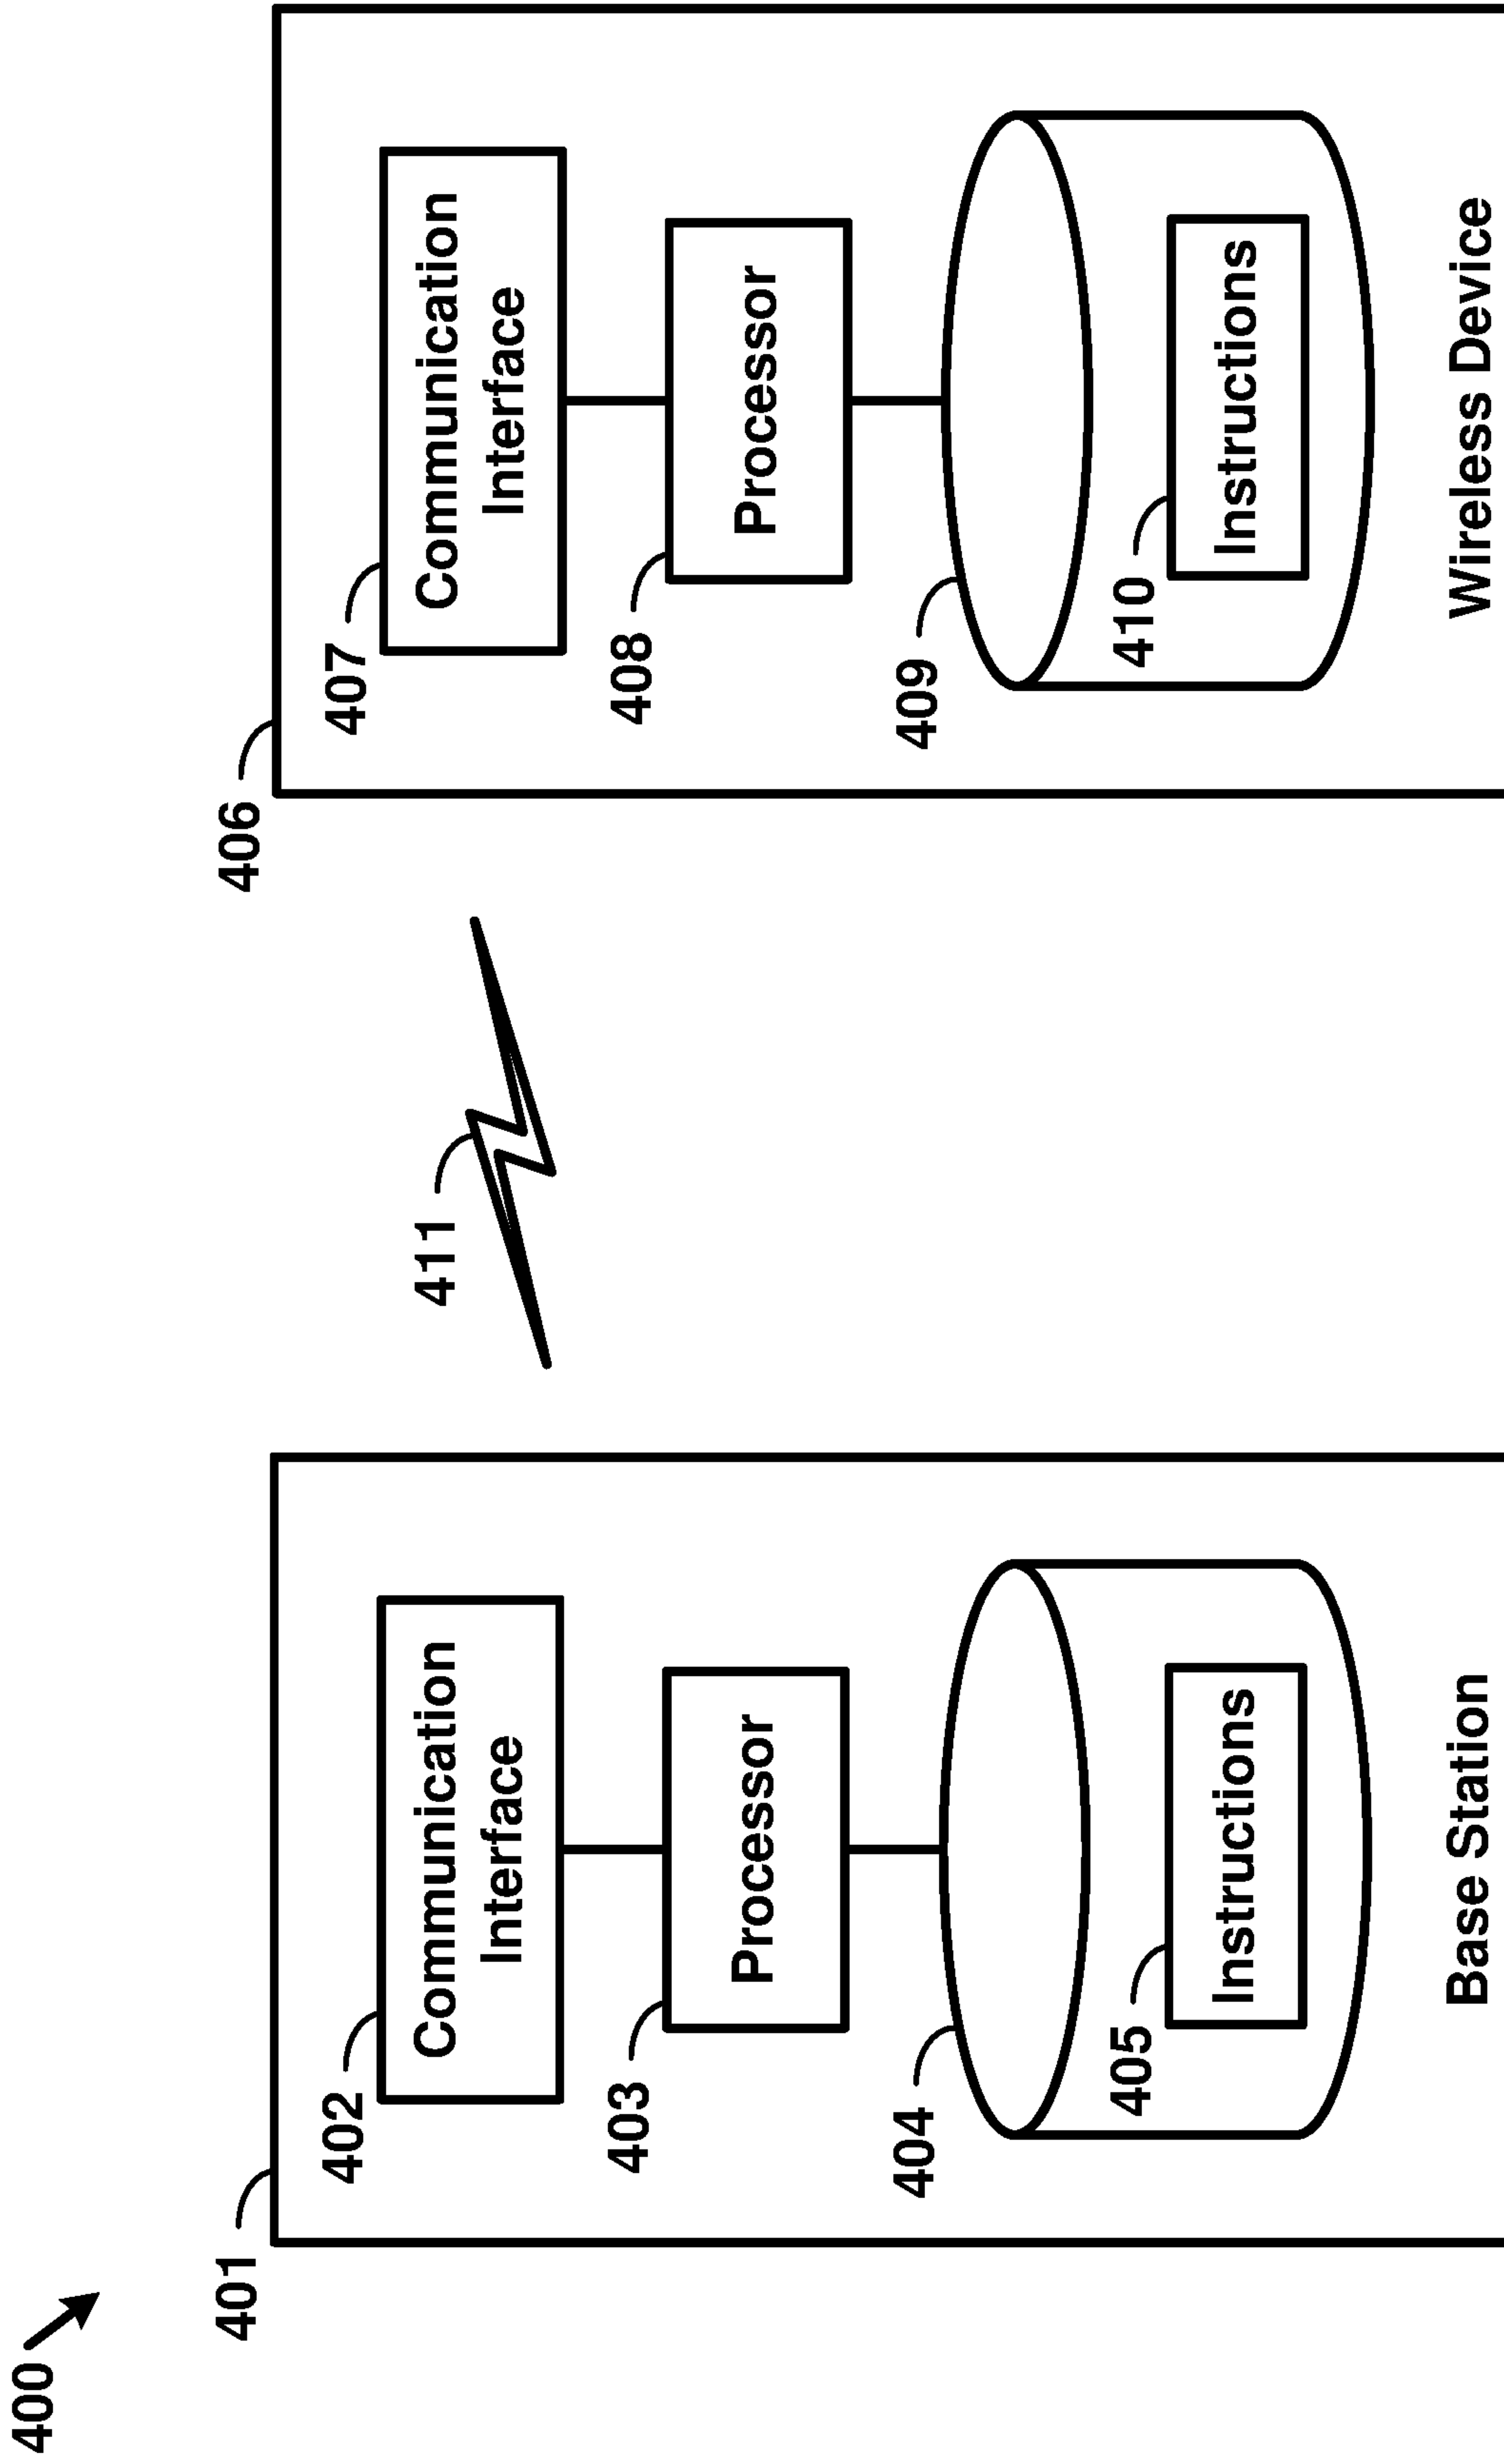 400
401
402
Communication
Interface
403
Processor
404
405
Instructions
Base Station
411
406
407
Communication
Interface
408
Processor
409
410
Instructions
Wireless Device